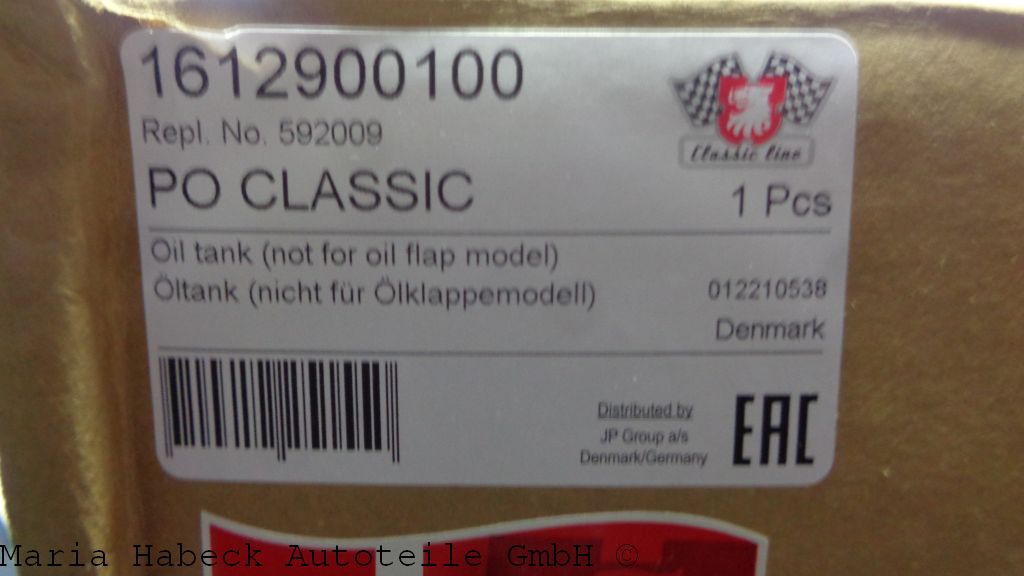 1612900100
Repl. No. 592009
Classic line
PO CLASSIC
1 Pcs
Oil tank (not for oil flap model)
Öltank (nicht für Ölklappemodell)
012210538
Denmark
Distributed by
JP Group a/s
Denmark/Germany
EAC
Maria Habeck Autoteile GmbH ©